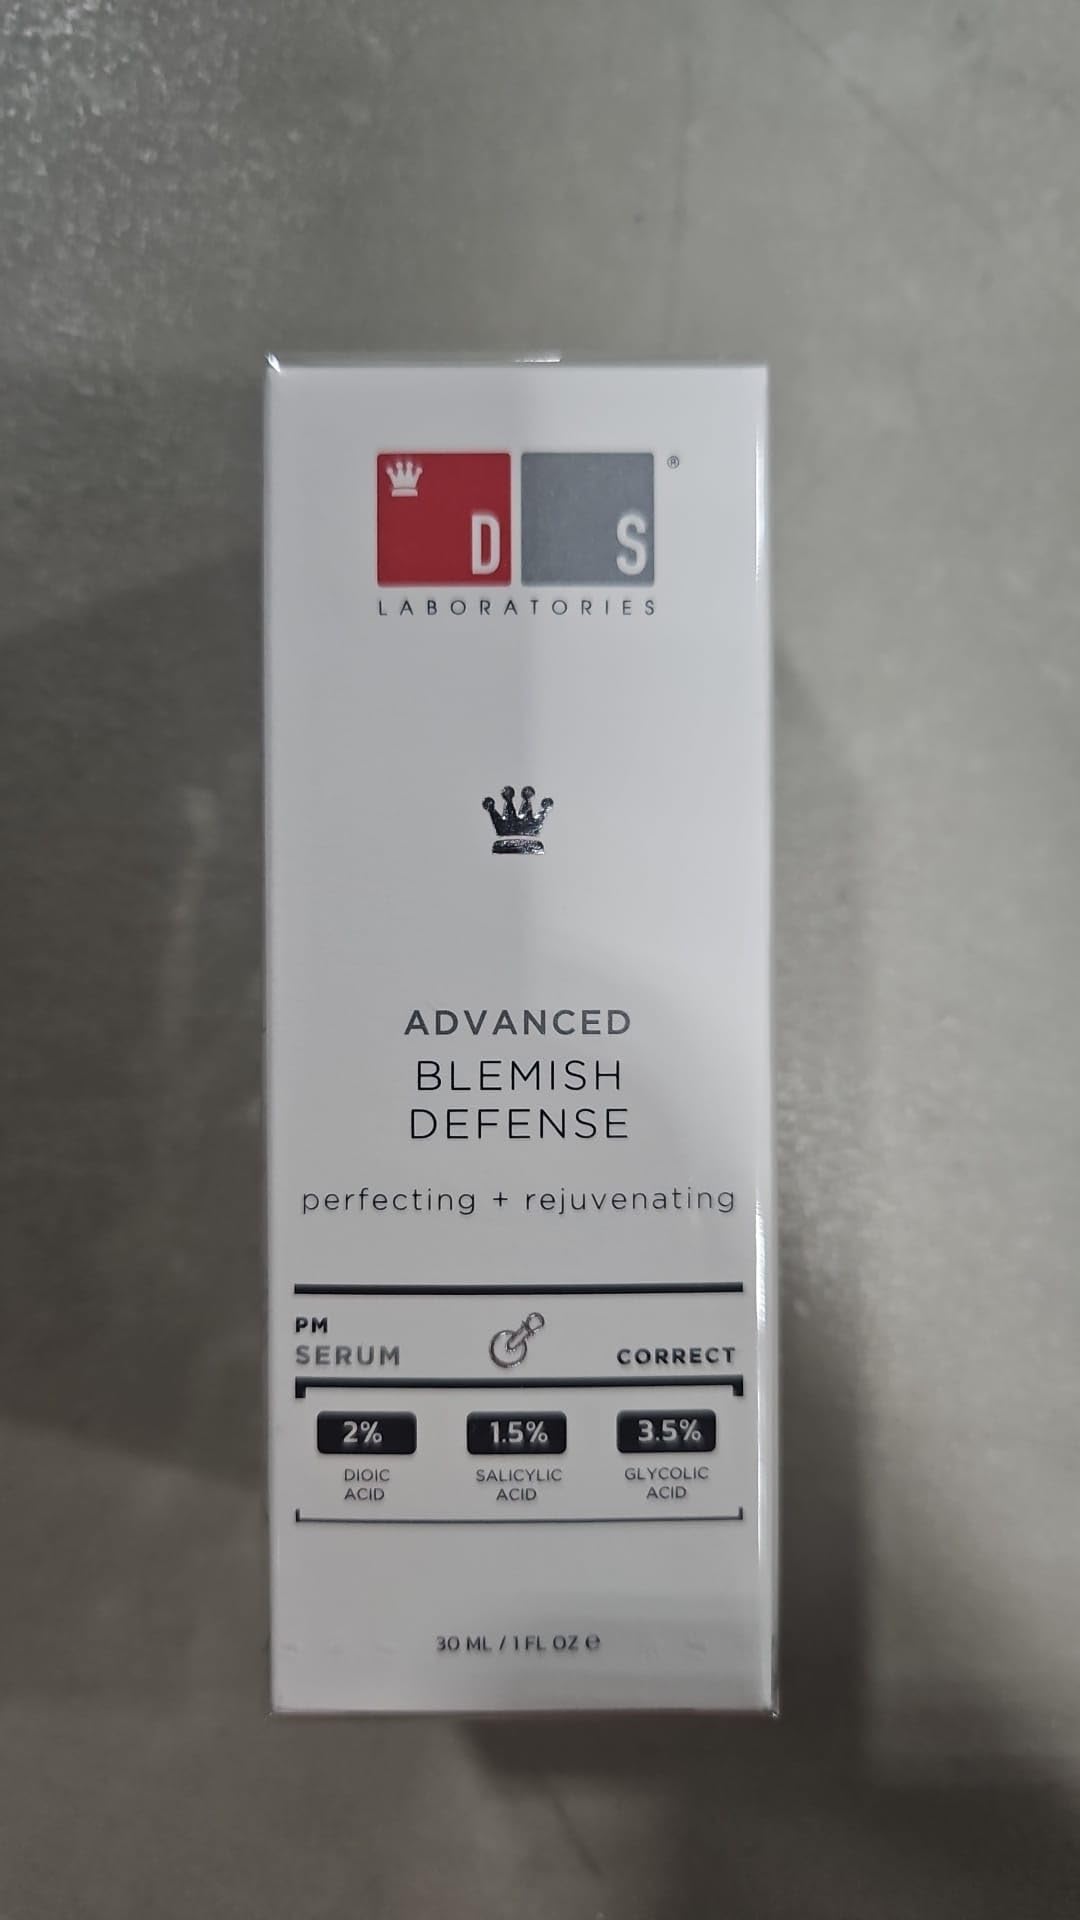 D S ®
LABORATORIES
ADVANCED
BLEMISH
DEFENSE
perfecting + rejuvenating
PM
SERUM
CORRECT
2% 1.5% 3.5%
DIOIC SALICYLIC GLYCOLIC
ACID ACID ACID
30 ML / 1 FL OZ ℮